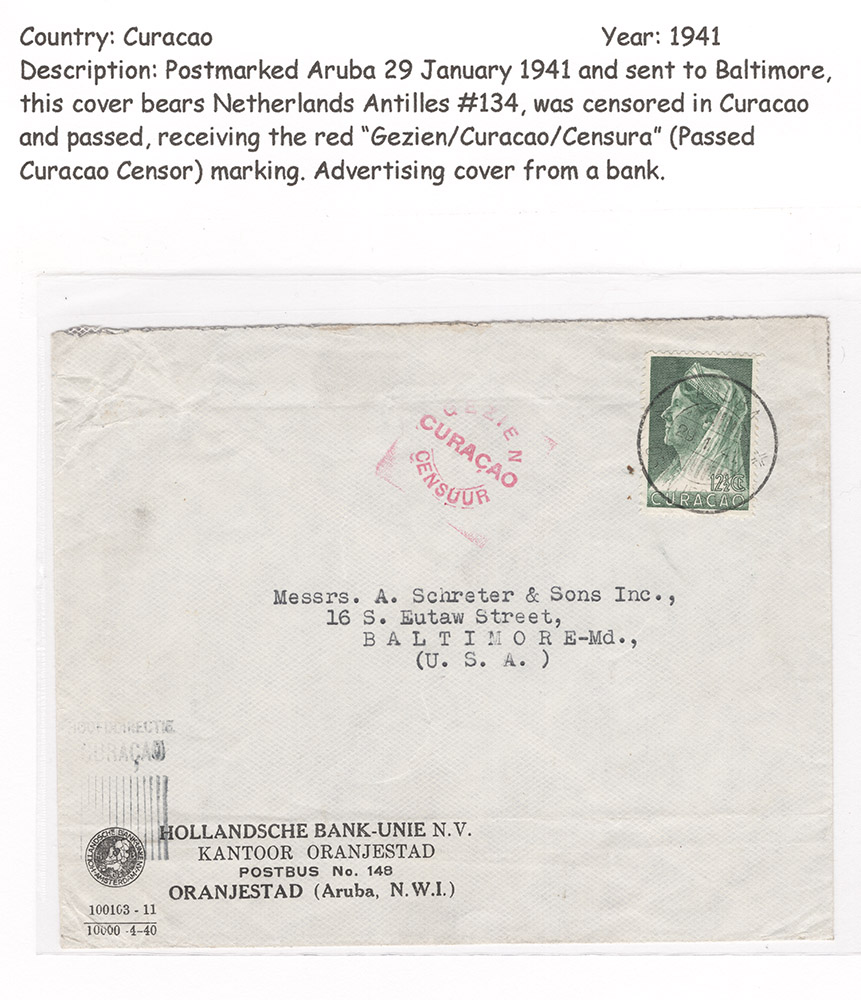 Country: Curacao Year: 1941
Description: Postmarked Aruba 29 January 1941 and sent to Baltimore,
this cover bears Netherlands Antilles #134, was censored in Curacao
and passed, receiving the red “Gezien/Curacao/Censura” (Passed
Curacao Censor) marking. Advertising cover from a bank.
GEZIEN
CURAÇAO
CENSUUR
12½ Ct
CURAÇAO
Messrs. A. Schreter & Sons Inc.,
16 S. Eutaw Street,
B A L T I M O R E-Md.,
(U. S. A. )
CURAÇAO
HOLLANDSCHE BANK-UNIE N.V.
KANTOOR ORANJESTAD
POSTBUS No. 148
ORANJESTAD (Aruba, N.W.I.)
100103 - 11
10000 -4-40